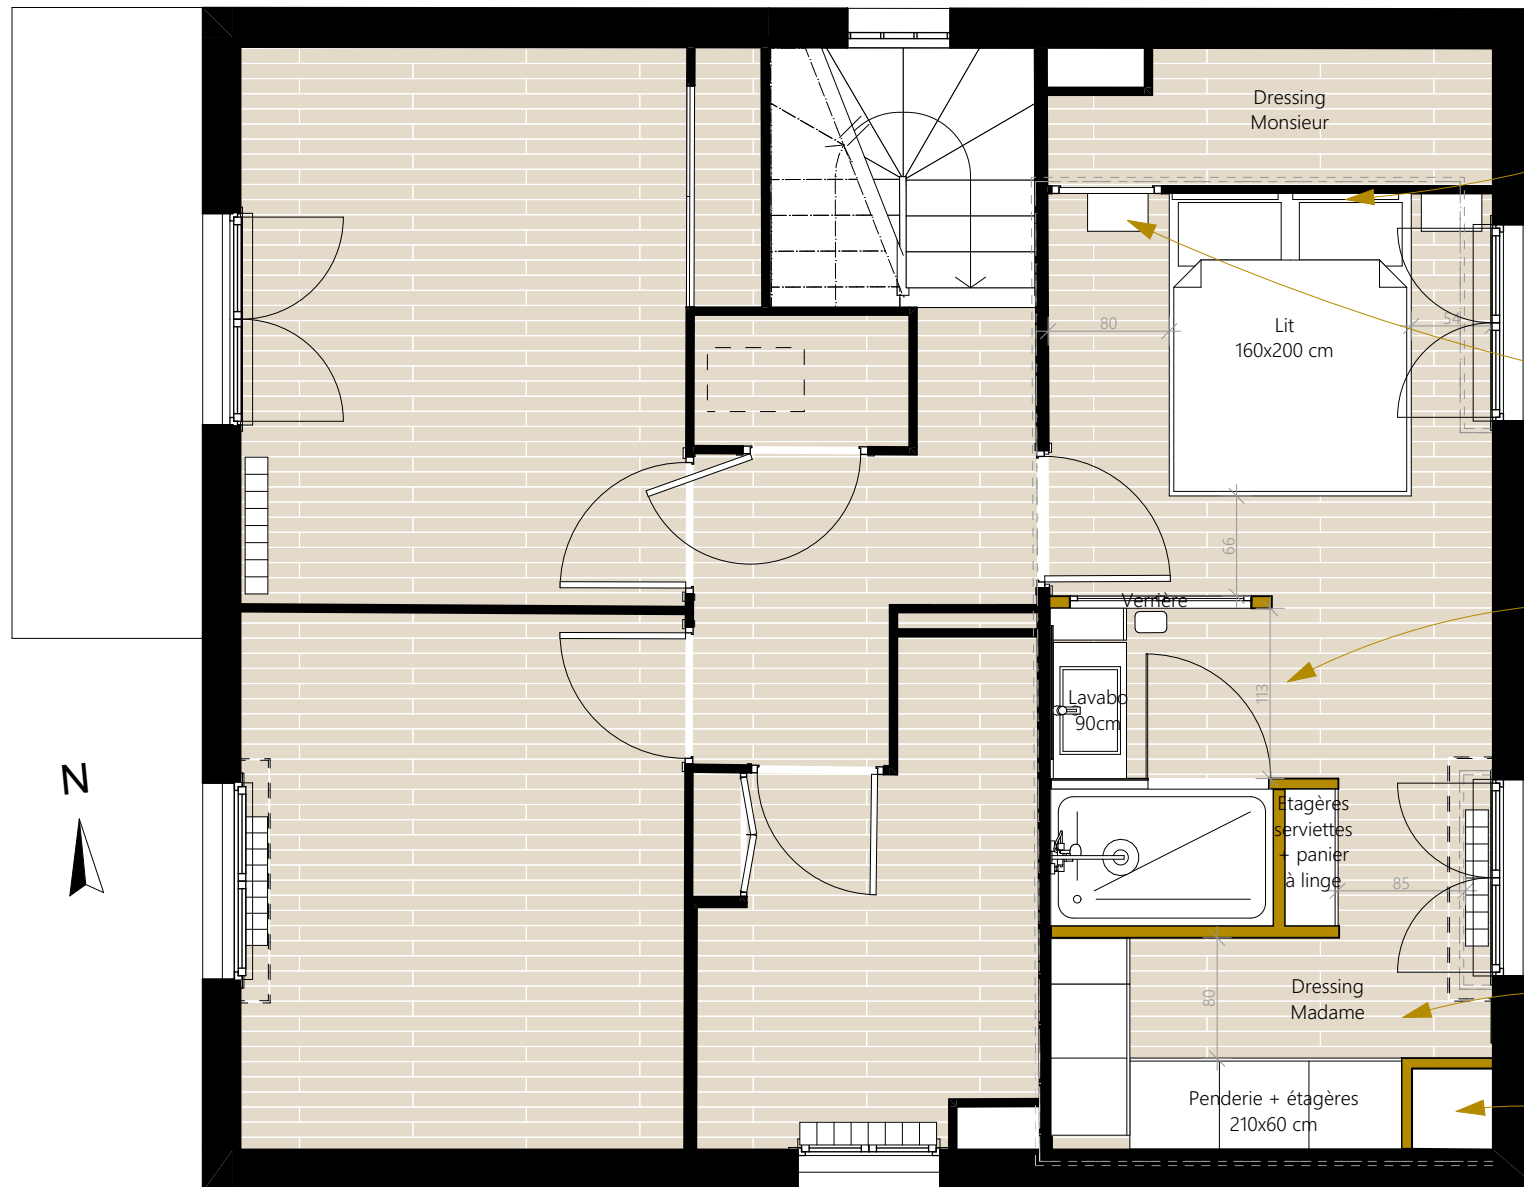 Dressing
Monsieur
80
54
Lit
160x200 cm
66
Verrière
Lavabo
90cm
113
N
Etagères
serviettes
+ panier
à linge
85
80
Dressing
Madame
Penderie + étagères
210x60 cm